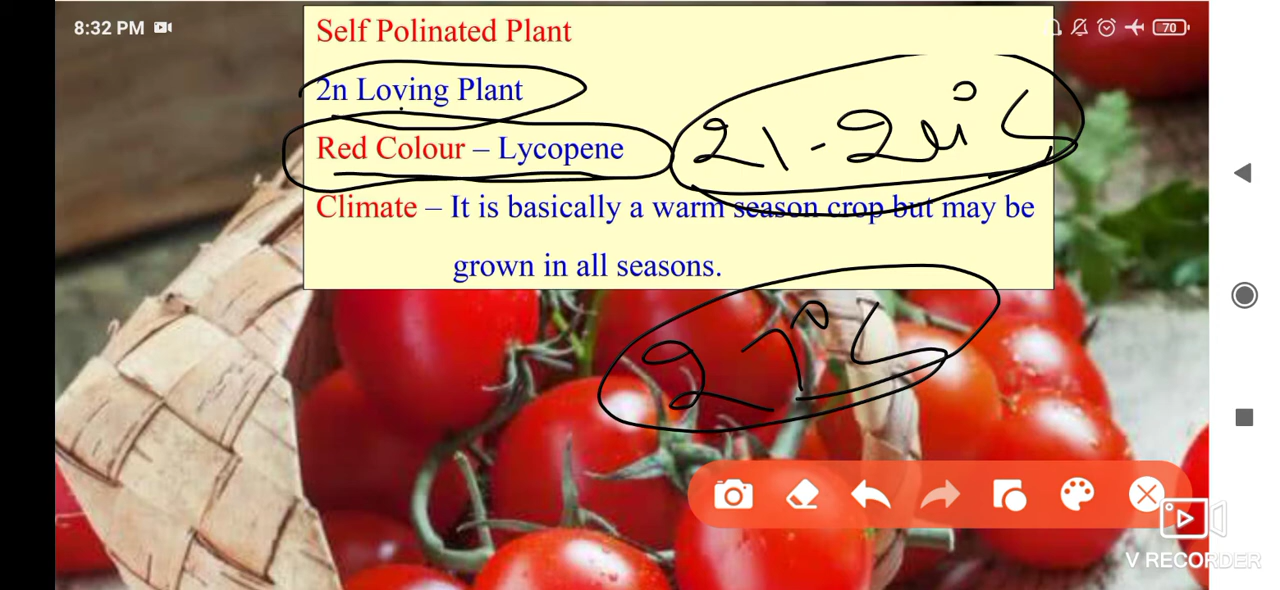 8:32 PM
70
Self Polinated Plant
2n Loving Plant
Red Colour – Lycopene
21-24°C
Climate – It is basically a warm season crop but may be
grown in all seasons.
21°C
V RECORDER